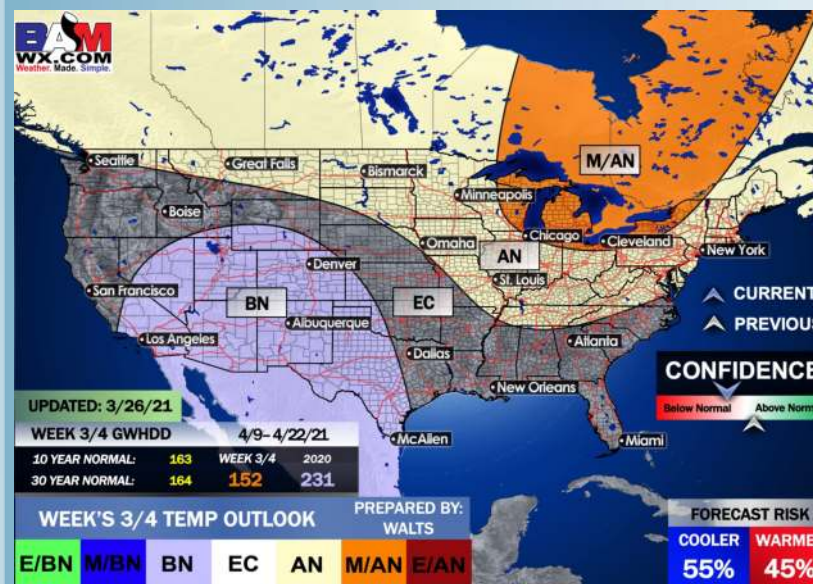 BAM
WX.COM
Weather. Made. Simple.
Seattle
Great Falls
Bismarck
M/AN
Minneapolis
Boise
Omaha
Chicago
Cleveland
New York
AN
San Francisco
Denver
St. Louis
BN
EC
CURRENT
PREVIOUS
Los Angeles
Albuquerque
Atlanta
Dallas
New Orleans
CONFIDENCE
Below Normal
Above Norm
McAllen
Miami
UPDATED: 3/26/21
WEEK 3/4 GWHDD 4/9–4/22/21
10 YEAR NORMAL: 163 WEEK 3/4 2020
30 YEAR NORMAL: 164 152 231
WEEK'S 3/4 TEMP OUTLOOK
PREPARED BY:
WALTS
E/BN M/BN BN EC AN M/AN E/AN
FORECAST RISK
COOLER WARME
55% 45%